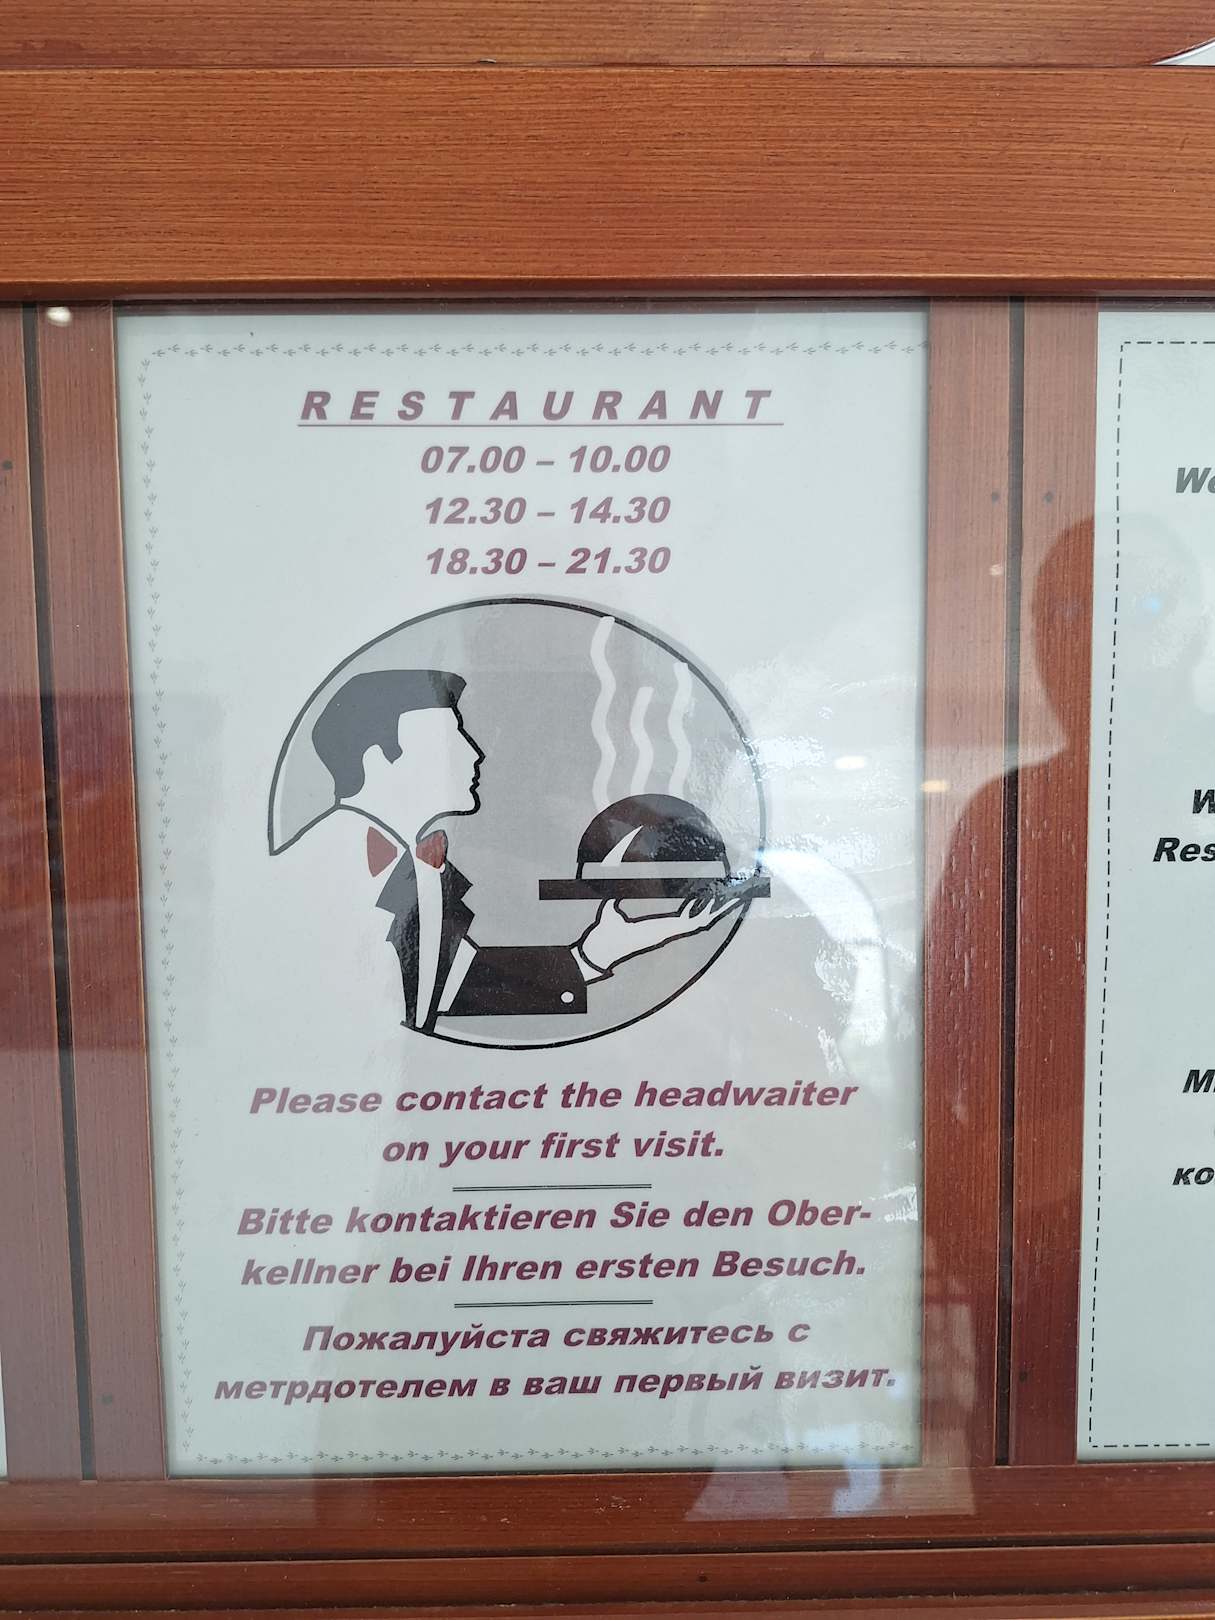 RESTAURANT
07.00 – 10.00
12.30 – 14.30
18.30 – 21.30
Please contact the headwaiter
on your first visit.
Bitte kontaktieren Sie den Ober-
kellner bei Ihren ersten Besuch.
Пожалуйста свяжитесь с
метрдотелем в ваш первый визит.